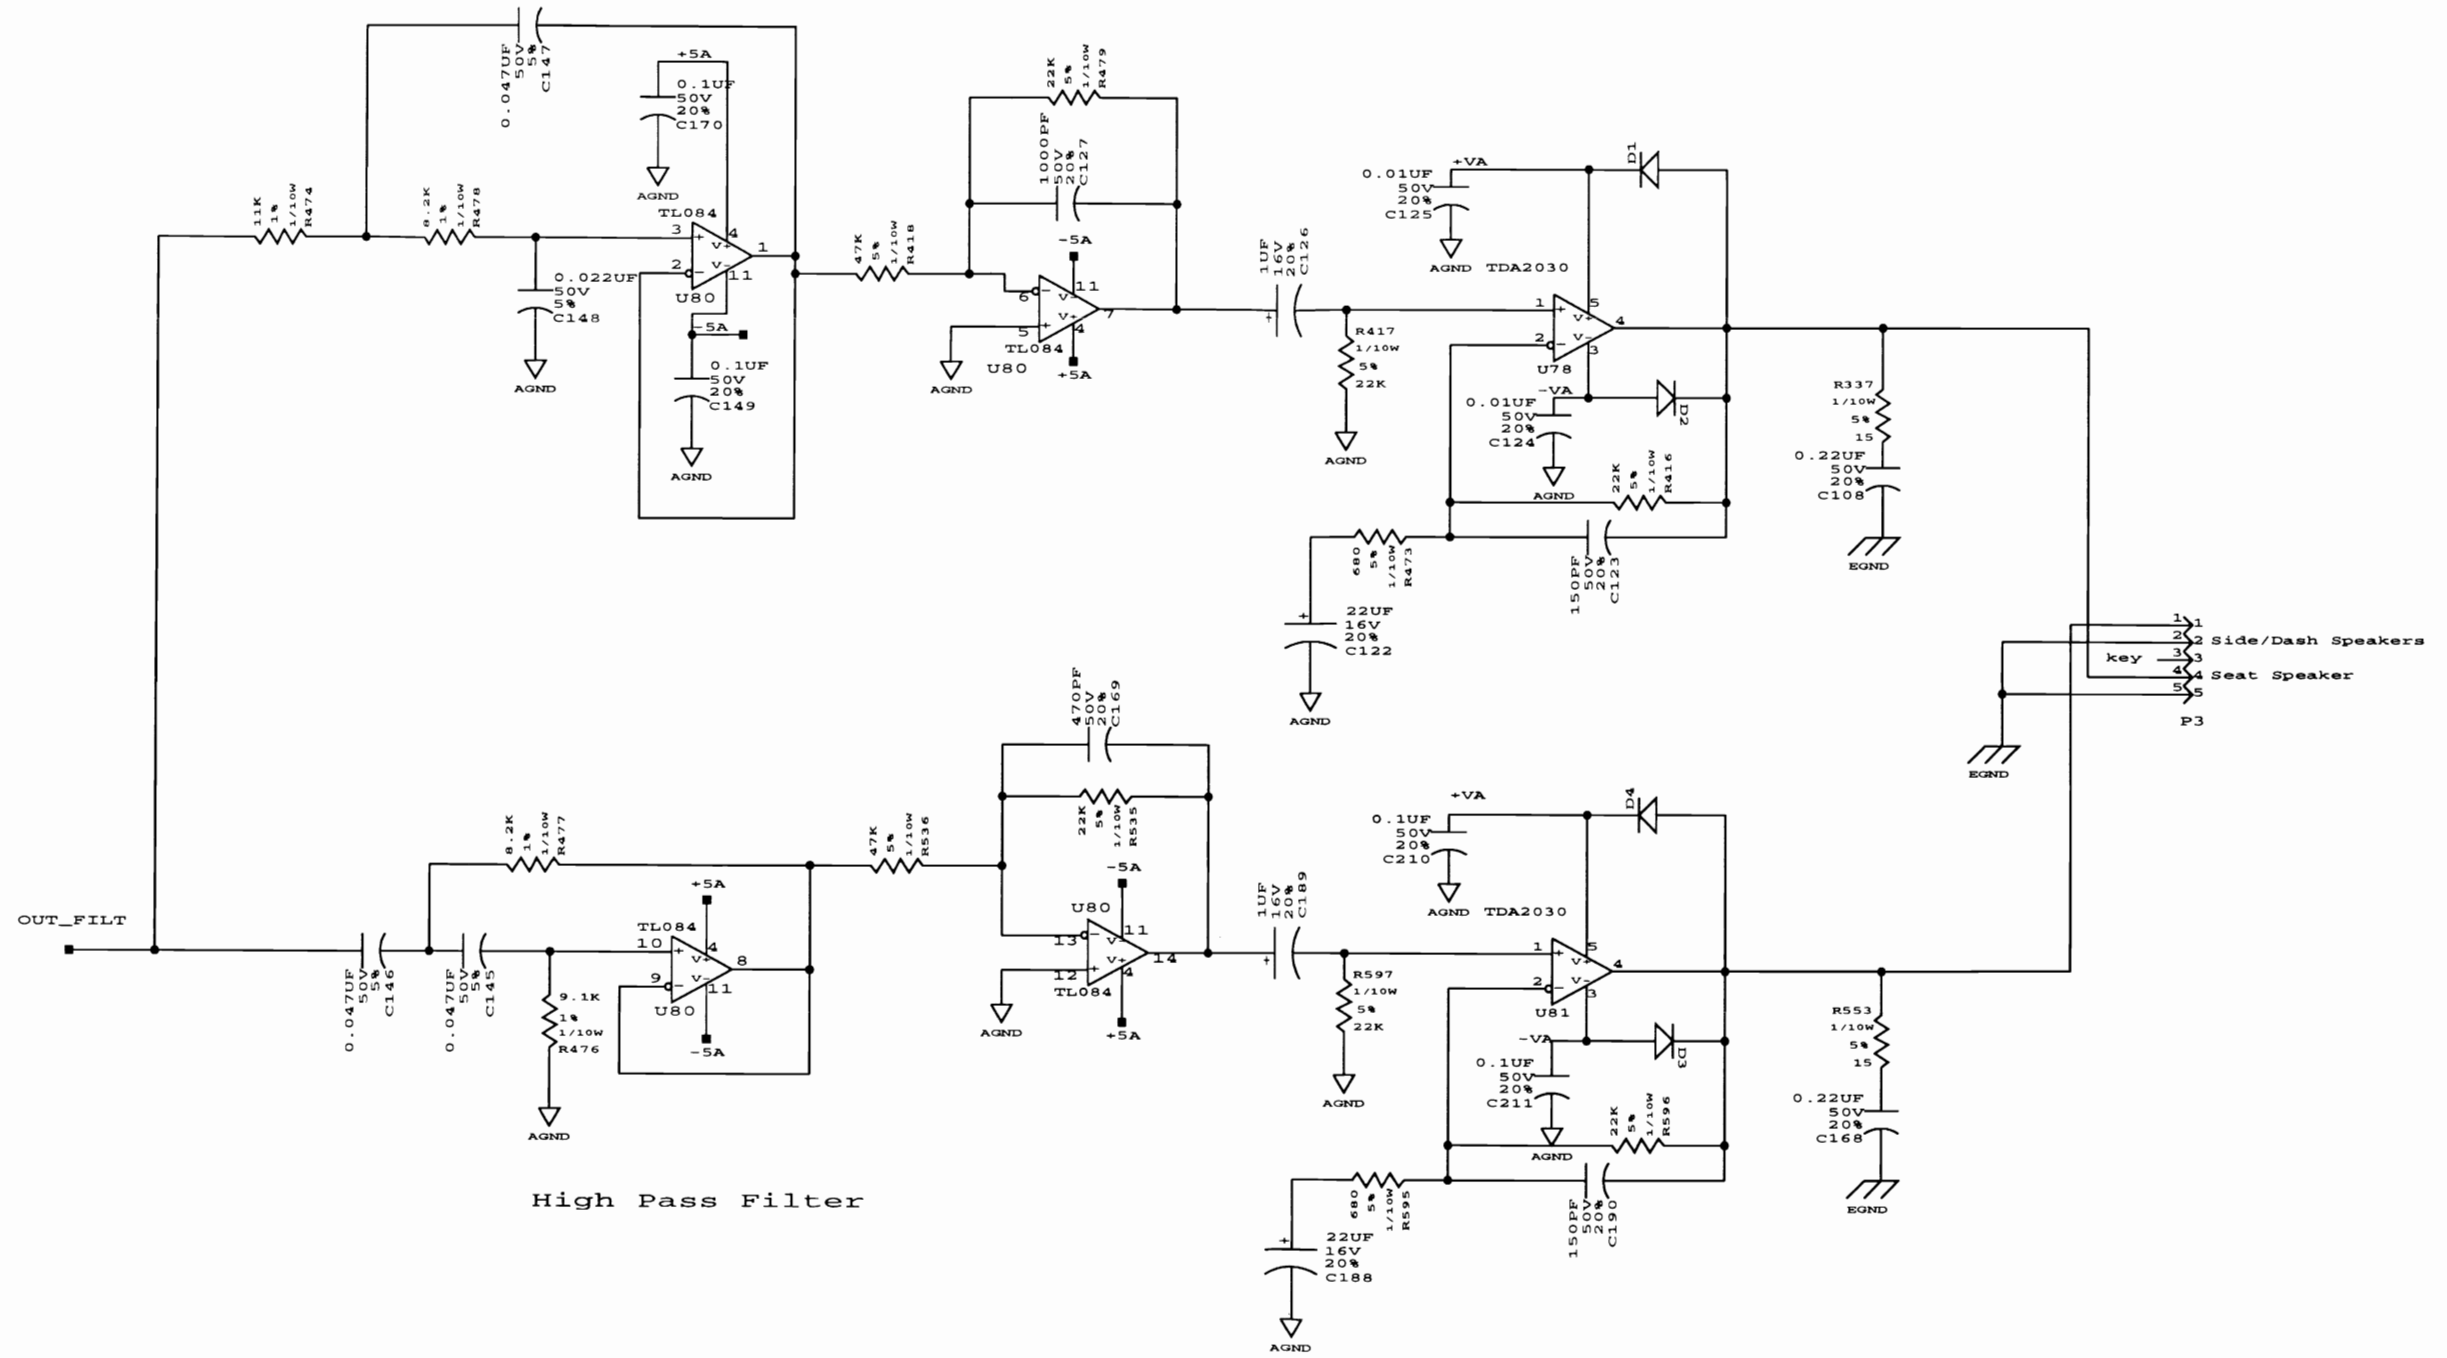 0.047UF
50V
5%
C147
+5A
0.1UF
50V
20%
C170
AGND
11K
1%
1/10W
R474
8.2K
1%
1/10W
R478
TL084
3
+
4
V+
1
2
-
V-
11
U80
0.022UF
50V
5%
C148
AGND
-5A
0.1UF
50V
20%
C149
AGND
47K
5%
1/10W
R418
22K
5%
1/10W
R479
1000PF
50V
20%
C127
-5A
6
-
11
V-
5
+
V+
4
7
TL084
U80
+5A
AGND
1UF
16V
20%
C126
+
R417
1/10W
5%
22K
AGND
+VA
0.01UF
50V
20%
C125
AGND
TDA2030
D1
1
+
5
V+
4
2
-
V-
3
U78
-VA
D2
0.01UF
50V
20%
C124
AGND
22K
5%
1/10W
R416
680
5%
1/10W
R473
150PF
50V
20%
C123
+
22UF
16V
20%
C122
AGND
R337
1/10W
5%
15
0.22UF
50V
20%
C108
EGND
1 1
2 2 Side/Dash Speakers
key 3 3
4 4 Seat Speaker
5 5
P3
EGND
OUT_FILT
0.047UF
50V
5%
C146
0.047UF
50V
5%
C145
8.2K
1%
1/10W
R477
+5A
TL084
10
+
4
V+
8
9
-
V-
11
U80
-5A
9.1K
1%
1/10W
R476
AGND
47K
5%
1/10W
R536
470PF
50V
20%
C169
22K
5%
1/10W
R535
-5A
U80
13
-
11
V-
14
12
+
V+
4
TL084
+5A
AGND
1UF
16V
20%
C189
+
R597
1/10W
5%
22K
AGND
+VA
0.1UF
50V
20%
C210
AGND
TDA2030
D4
1
+
5
V+
4
2
-
V-
3
U81
-VA
D3
0.1UF
50V
20%
C211
AGND
22K
5%
1/10W
R596
680
5%
1/10W
R595
150PF
50V
20%
C190
+
22UF
16V
20%
C188
AGND
R553
1/10W
5%
15
0.22UF
50V
20%
C168
EGND
High Pass Filter